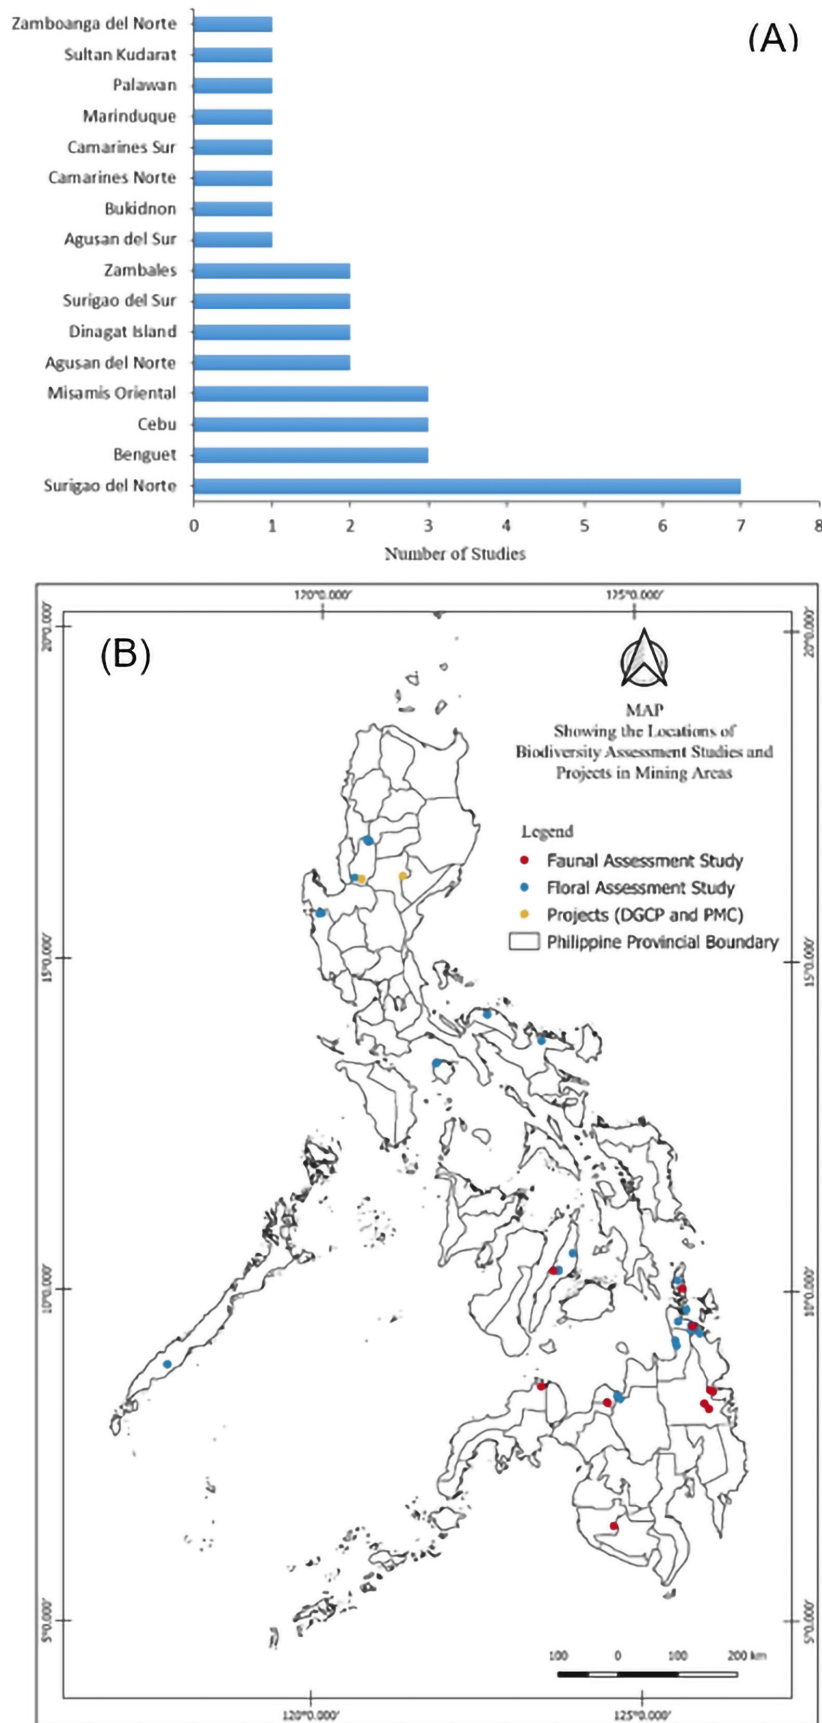 (A)
Zamboanga del Norte
Sultan Kudarat
Palawan
Marinduque
Camarines Sur
Camarines Norte
Bukidnon
Agusan del Sur
Zambales
Surigao del Sur
Dinagat Island
Agusan del Norte
Misamis Oriental
Cebu
Benguet
Surigao del Norte
0 1 2 3 4 5 6 7 8
Number of Studies
120°0.000' 125°0.000'
20°0.000' 20°0.000'
(B)
MAP
Showing the Locations of
Biodiversity Assessment Studies and
Projects in Mining Areas
Legend
Faunal Assessment Study
Floral Assessment Study
Projects (DGCP and PMC)
Philippine Provincial Boundary
15°0.000' 15°0.000'
10°0.000' 10°0.000'
5°0.000' 5°0.000'
100 0 100 200 km
120°0.000' 125°0.000'